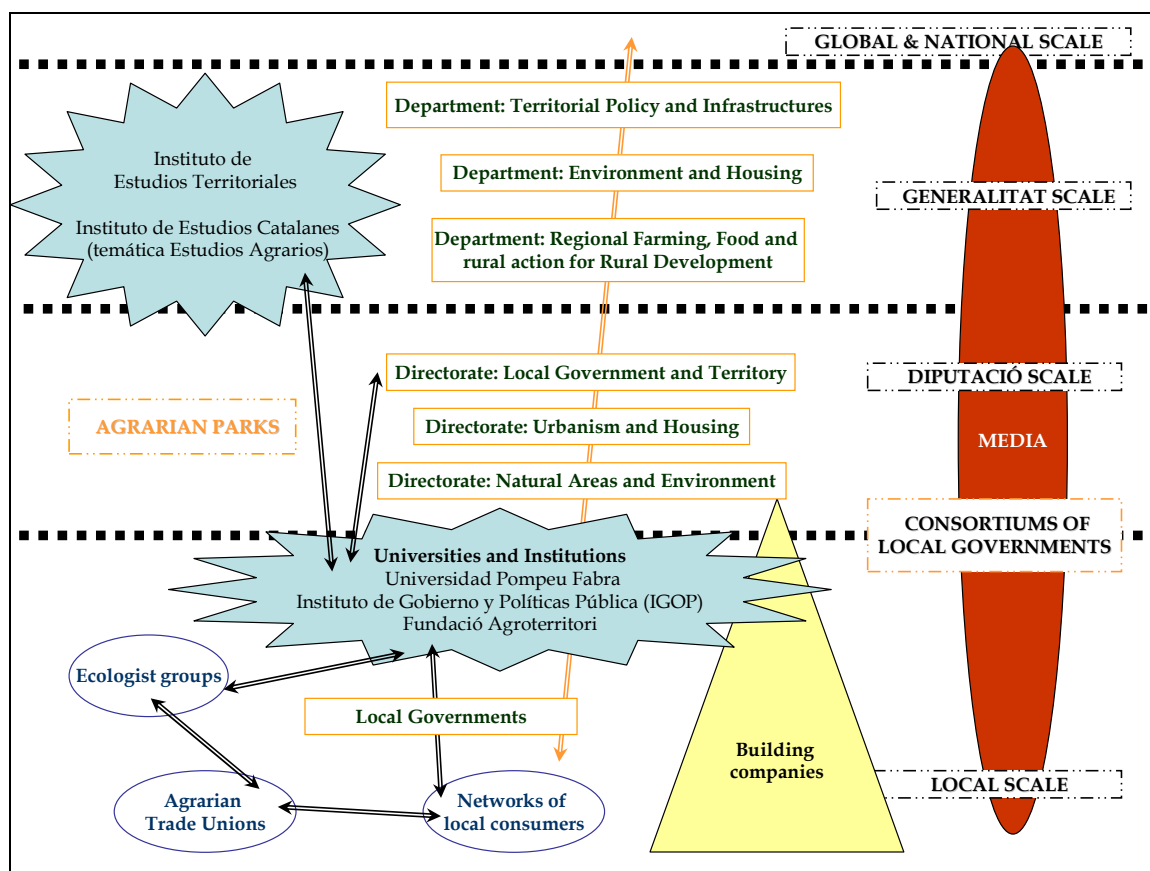 GLOBAL & NATIONAL SCALE
Department: Territorial Policy and Infrastructures
Instituto de
Estudios Territoriales
Department: Environment and Housing
GENERALITAT SCALE
Instituto de Estudios Catalanes
(temática Estudios Agrarios)
Department: Regional Farming, Food and
rural action for Rural Development
Directorate: Local Government and Territory
DIPUTACIÓ SCALE
AGRARIAN PARKS
Directorate: Urbanism and Housing
MEDIA
Directorate: Natural Areas and Environment
CONSORTIUMS OF
LOCAL GOVERNMENTS
Universities and Institutions
Universidad Pompeu Fabra
Instituto de Gobierno y Políticas Pública (IGOP)
Fundació Agroterritori
Ecologist groups
Local Governments
Building
companies
LOCAL SCALE
Agrarian
Trade Unions
Networks of
local consumers